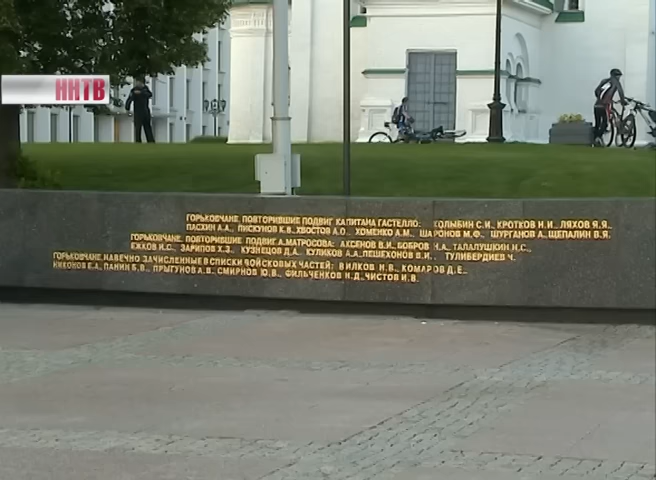 ННТВ
ГОРЬКОВЧАНЕ, ПОВТОРИВШИЕ ПОДВИГ КАПИТАНА ГАСТЕЛЛО: КОЛЫБИН С.И., КРОТКОВ Н.И., ЛЯХОВ Я.Я.,
ПАСХИН А.А., ПИСКУНОВ К.В., ХВОСТОВ А.О. ХОМЕНКО А.М., ШАРОНОВ М.Ф., ШУРГАНОВ А., ЩЕПАЛИН В.Я.
ГОРЬКОВЧАНЕ, ПОВТОРИВШИЕ ПОДВИГ А.МАТРОСОВА: АКСЕНОВ В.И., БОБРОВ Ч.А., ТАЛАЛУШКИН Н.С.,
ЕЖКОВ И.С., ЗАРИПОВ Х.З., КУЗНЕЦОВ Д.А., КУЛИКОВ А.А., ПЕШЕХОНОВ В.И., ТУЛИБЕРДИЕВ Ч.
ГОРЬКОВЧАНЕ НАВЕЧНО ЗАЧИСЛЕННЫЕ В СПИСКИ ВОЙСКОВЫХ ЧАСТЕЙ: ВИЛКОВ Н.В., КОМАРОВ Д.Е.,
НИКОНОВ Е.А., ПАНИН Б.В., ПРЫГУНОВ А.В., СМИРНОВ Ю.В., ФИЛЬЧЕНКОВ Н.Д., ЧИСТОВ И.В.